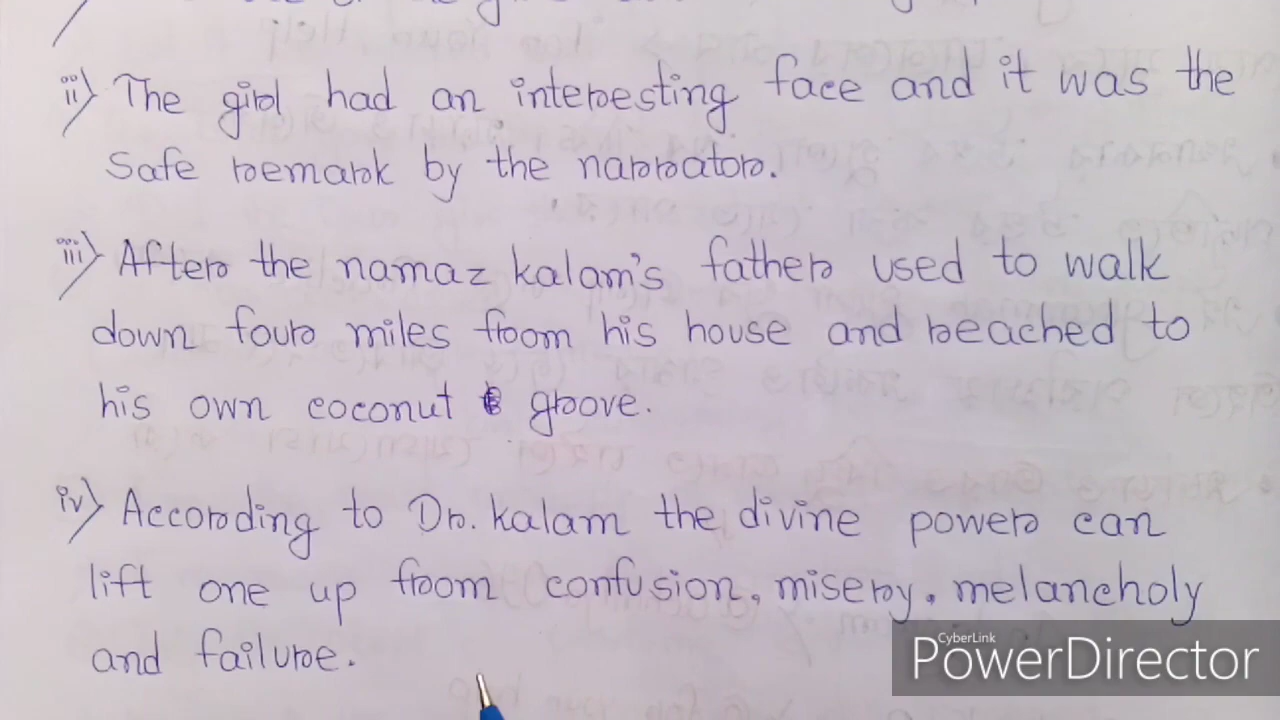 ii) The girl had an interesting face and it was the
safe remark by the narrator.
iii) After the namaz kalam's father used to walk
down four miles from his house and reached to
his own coconut groove.
iv) According to Dr. kalam the divine power can
lift one up from confusion, misery, melancholy
and failure.
CyberLink
PowerDirector